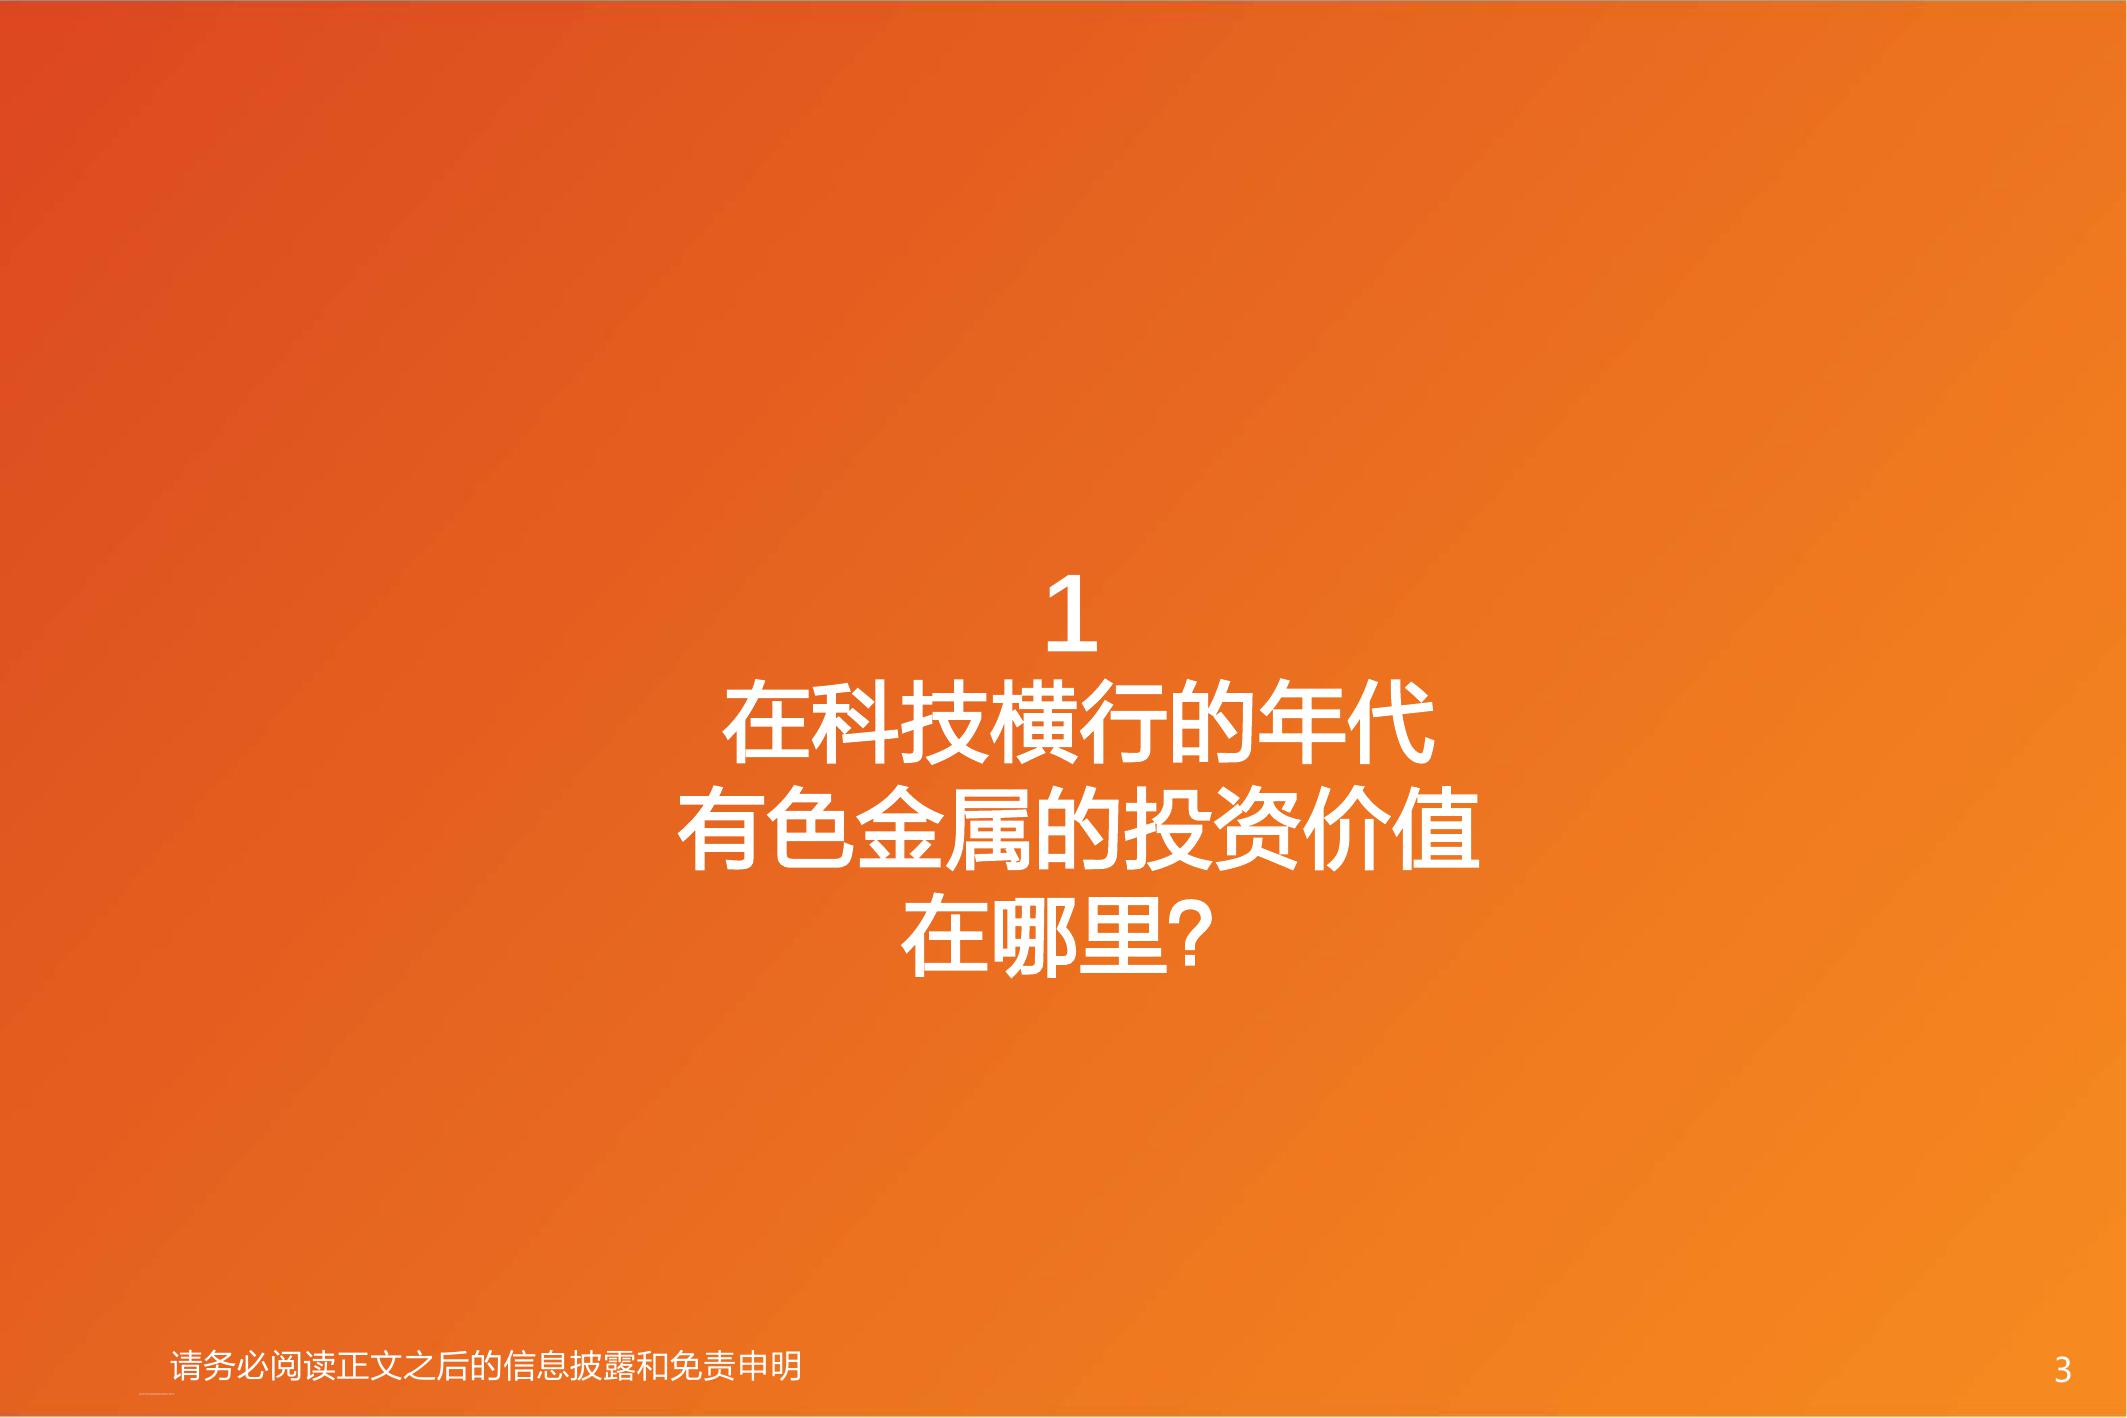 1
在科技横行的年代
有色金属的投资价值
在哪里？
请务必阅读正文之后的信息披露和免责申明
3